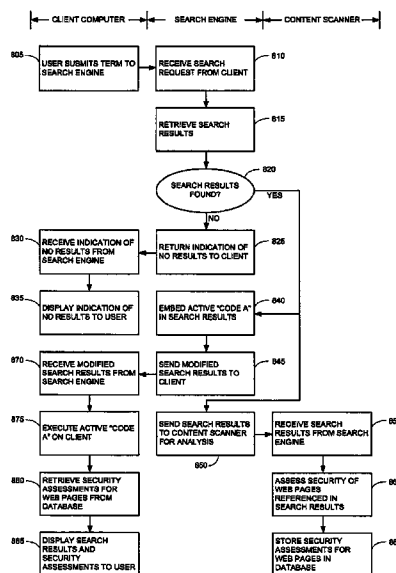 CLIENT COMPUTER
SEARCH ENGINE
CONTENT SCANNER
805
USER SUBMITS TERM TO
SEARCH ENGINE
810
RECEIVE SEARCH
REQUEST FROM CLIENT
815
RETRIEVE SEARCH
RESULTS
820
SEARCH RESULTS
FOUND?
YES
NO
830
RECEIVE INDICATION OF
NO RESULTS FROM
SEARCH ENGINE
825
RETURN INDICATION OF
NO RESULTS TO CLIENT
835
DISPLAY INDICATION OF
NO RESULTS TO USER
840
EMBED ACTIVE "CODE A"
IN SEARCH RESULTS
870
RECEIVE MODIFIED
SEARCH RESULTS FROM
SEARCH ENGINE
845
SEND MODIFIED
SEARCH RESULTS TO
CLIENT
875
EXECUTE ACTIVE "CODE
A" ON CLIENT
SEND SEARCH RESULTS
TO CONTENT SCANNER
FOR ANALYSIS
850
RECEIVE SEARCH
RESULTS FROM SEARCH
ENGINE
880
RETRIEVE SECURITY
ASSESSMENTS FOR
WEB PAGES FROM
DATABASE
ASSESS SECURITY OF
WEB PAGES
REFERENCED IN
SEARCH RESULTS
885
DISPLAY SEARCH
RESULTS AND
SECURITY
ASSESSMENTS TO USER
STORE SECURITY
ASSESSMENTS FOR
WEB PAGES IN
DATABASE